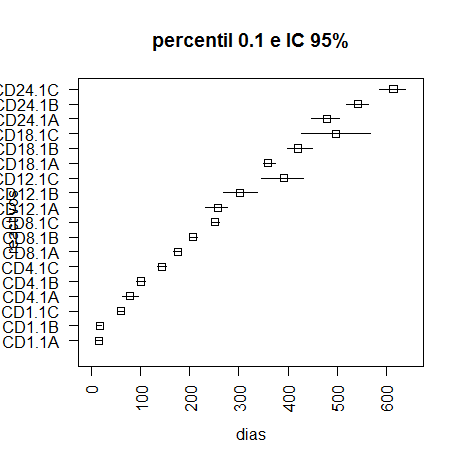 percentil 0.1 e IC 95%
CD24.1C
CD24.1B
CD24.1A
CD18.1C
CD18.1B
CD18.1A
CD12.1C
CD12.1B
CD12.1A
CD8.1C
CD8.1B
CD8.1A
CD4.1C
CD4.1B
CD4.1A
CD1.1C
CD1.1B
CD1.1A
0 100 200 300 400 500 600
dias